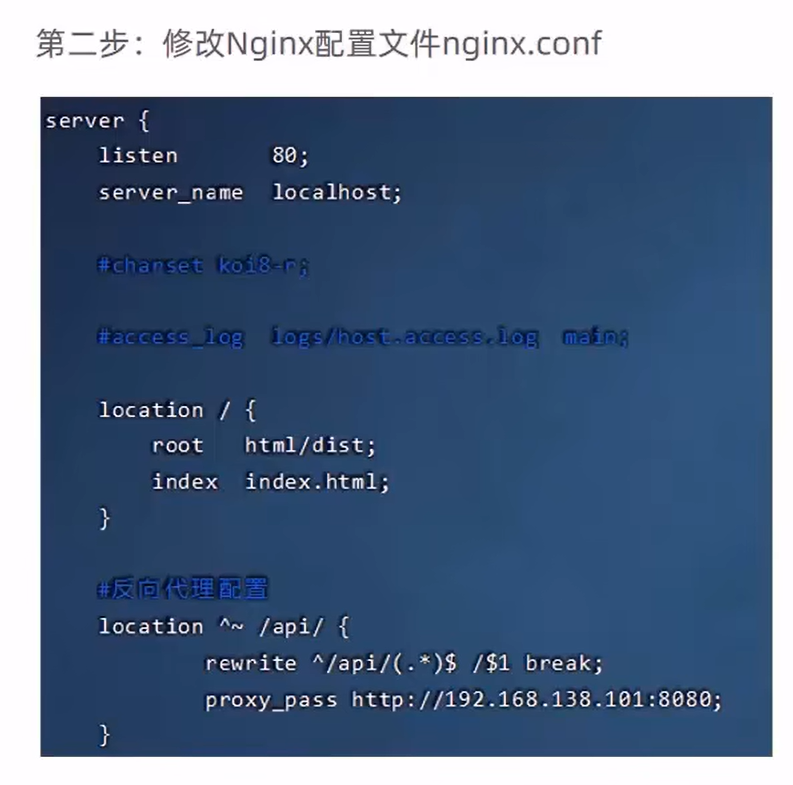 第二步：修改Nginx配置文件nginx.conf
server {
listen 80;
server_name localhost;
#charset koi8-r;
#access_log logs/host.access.log main;
location / {
root html/dist;
index index.html;
}
#反向代理配置
location ^~ /api/ {
rewrite ^/api/(.*)$ /$1 break;
proxy_pass http://192.168.138.101:8080;
}